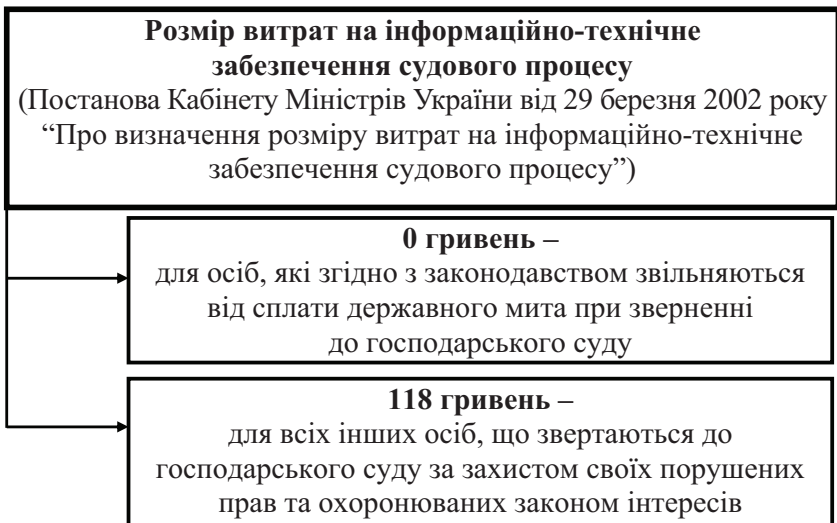 Розмір витрат на інформаційно-технічне
забезпечення судового процесу
(Постанова Кабінету Міністрів України від 29 березня 2002 року
“Про визначення розміру витрат на інформаційно-технічне
забезпечення судового процесу”)
0 гривень –
для осіб, які згідно з законодавством звільняються
від сплати державного мита при зверненні
до господарського суду
118 гривень –
для всіх інших осіб, що звертаються до
господарського суду за захистом своїх порушених
прав та охоронюваних законом інтересів